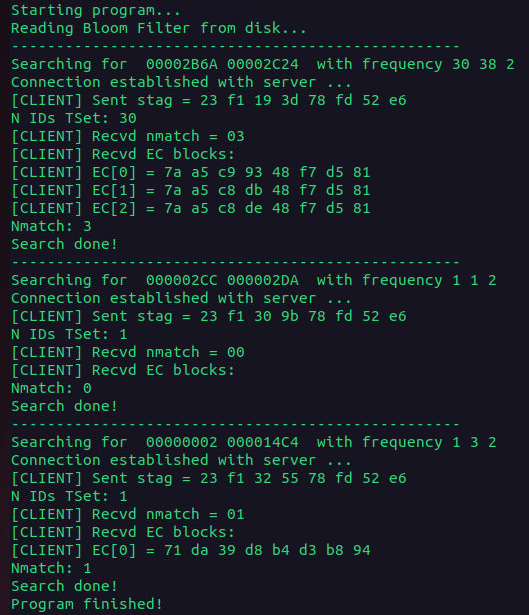 Starting program...
Reading Bloom Filter from disk...
--------------------------------------------------
Searching for  00002B6A 00002C24  with frequency 30 38 2
Connection established with server ...
[CLIENT] Sent stag = 23 f1 19 3d 78 fd 52 e6
N IDs TSet: 30
[CLIENT] Recvd nmatch = 03
[CLIENT] Recvd EC blocks:
[CLIENT] EC[0] = 7a a5 c9 93 48 f7 d5 81
[CLIENT] EC[1] = 7a a5 c8 db 48 f7 d5 81
[CLIENT] EC[2] = 7a a5 c8 de 48 f7 d5 81
Nmatch: 3
Search done!
--------------------------------------------------
Searching for  000002CC 000002DA  with frequency 1 1 2
Connection established with server ...
[CLIENT] Sent stag = 23 f1 30 9b 78 fd 52 e6
N IDs TSet: 1
[CLIENT] Recvd nmatch = 00
[CLIENT] Recvd EC blocks:
Nmatch: 0
Search done!
--------------------------------------------------
Searching for  00000002 000014C4  with frequency 1 3 2
Connection established with server ...
[CLIENT] Sent stag = 23 f1 32 55 78 fd 52 e6
N IDs TSet: 1
[CLIENT] Recvd nmatch = 01
[CLIENT] Recvd EC blocks:
[CLIENT] EC[0] = 71 da 39 d8 b4 d3 b8 94
Nmatch: 1
Search done!
Program finished!